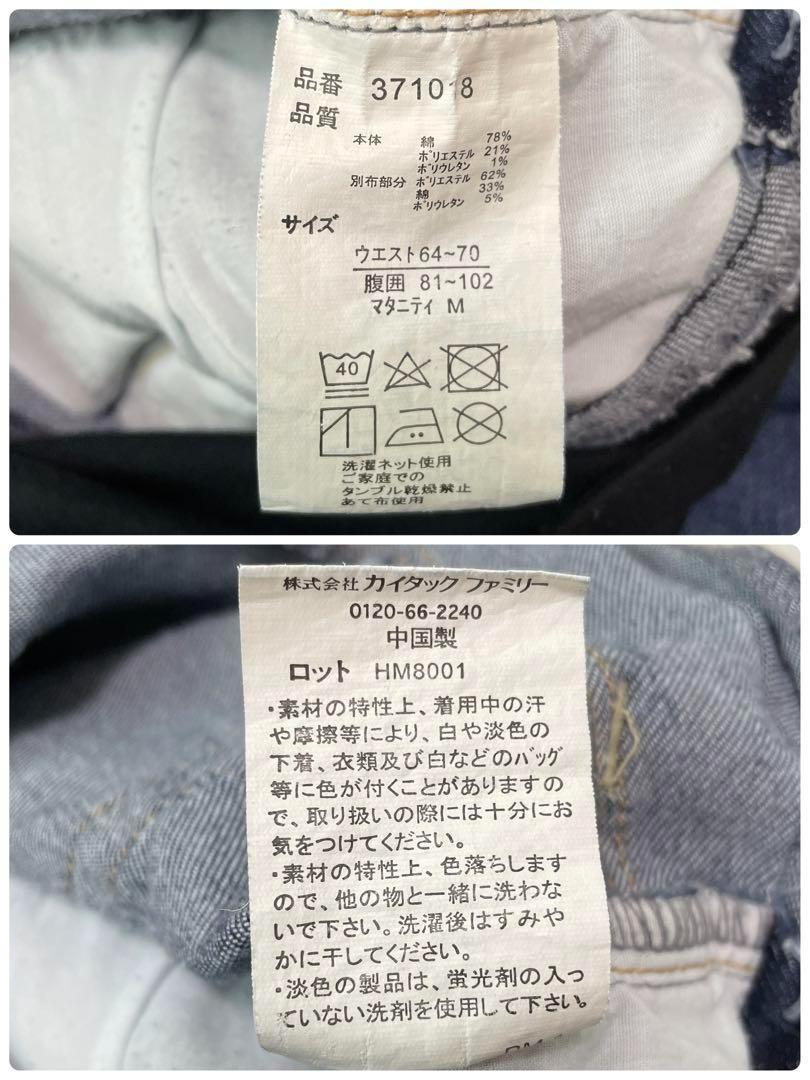 品番 371018
品質
本体 綿 78%
ポリエステル 21%
ポリウレタン 1%
別布部分 ポリエステル 62%
綿 33%
ポリウレタン 5%
サイズ
ウエスト64~70
腹囲 81~102
マタニティ M
40
洗濯ネット使用
ご家庭での
タンブル乾燥禁止
あて布使用
株式会社 カイタック ファミリー
0120-66-2240
中国製
ロット HM8001
・素材の特性上、着用中の汗
や摩擦等により、白や淡色の
下着、衣類及び白などのバッグ
等に色が付くことがありますの
で、取り扱いの際には十分にお
気をつけてください。
・素材の特性上、色落ちします
ので、他の物と一緒に洗わな
いで下さい。洗濯後はすみや
かに干してください。
・淡色の製品は、蛍光剤の入っ
ていない洗剤を使用して下さい。